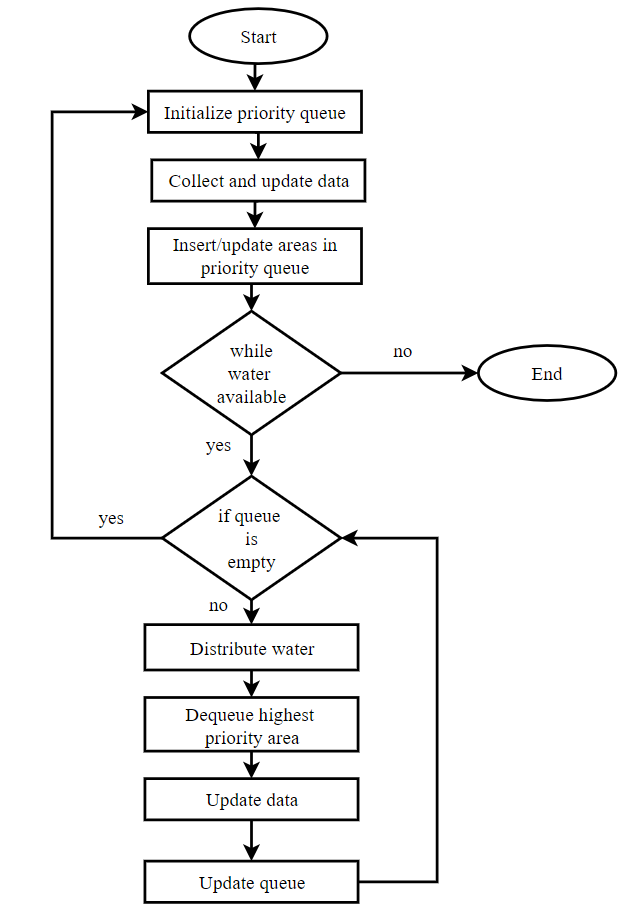 Start
Initialize priority queue
Collect and update data
Insert/update areas in
priority queue
while
water
available
no
End
yes
if queue
is
empty
yes
no
Distribute water
Dequeue highest
priority area
Update data
Update queue